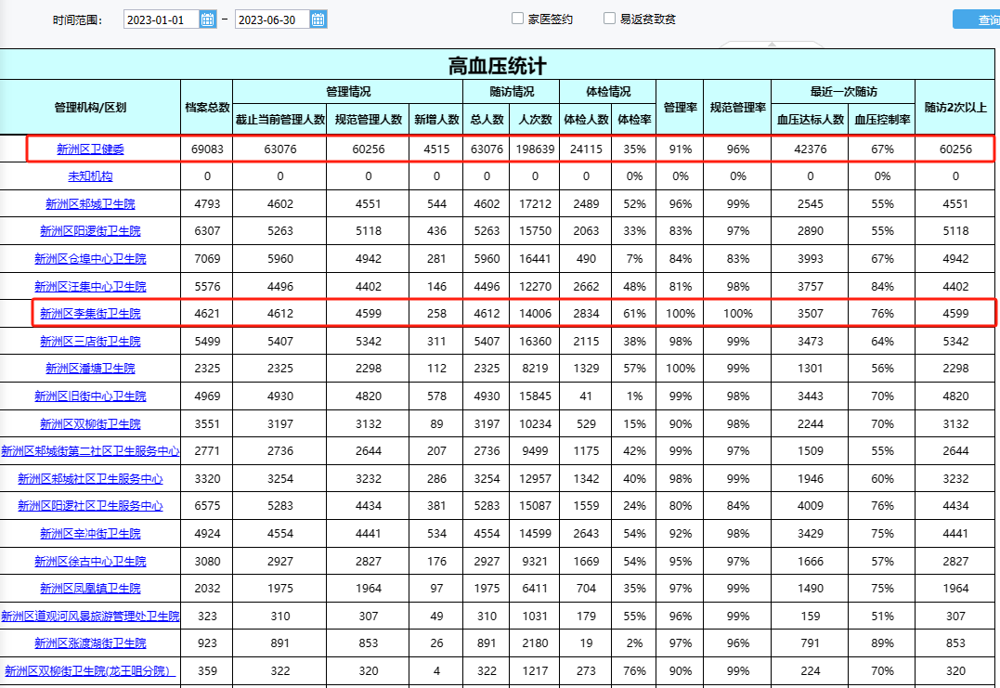 时间范围： 2023-01-01 － 2023-06-30 家医签约 易返贫致贫 查询
高血压统计
管理机构/区划 档案总数 管理情况 随访情况 体检情况 管理率 规范管理率 最近一次随访 随访2次以上
截止当前管理人数 规范管理人数 新增人数 总人数 人次数 体检人数 体检率 血压达标人数 血压控制率
新洲区卫健委 69083 63076 60256 4515 63076 198639 24115 35% 91% 96% 42376 67% 60256
未知机构 0 0 0 0 0 0 0 0% 0% 0% 0 0% 0
新洲区邾城卫生院 4793 4602 4551 544 4602 17212 2489 52% 96% 99% 2545 55% 4551
新洲区阳逻街卫生院 6307 5263 5118 436 5263 15750 2063 33% 83% 97% 2890 55% 5118
新洲区仓埠中心卫生院 7069 5960 4942 281 5960 16441 490 7% 84% 83% 3993 67% 4942
新洲区汪集中心卫生院 5576 4496 4402 146 4496 12270 2662 48% 81% 98% 3757 84% 4402
新洲区李集街卫生院 4621 4612 4599 258 4612 14006 2834 61% 100% 100% 3507 76% 4599
新洲区三店街卫生院 5499 5407 5342 311 5407 16360 2115 38% 98% 99% 3473 64% 5342
新洲区潘塘卫生院 2325 2325 2298 112 2325 8219 1329 57% 100% 99% 1301 56% 2298
新洲区旧街中心卫生院 4969 4930 4820 578 4930 15845 41 1% 99% 98% 3443 70% 4820
新洲区双柳街卫生院 3551 3197 3132 89 3197 10234 529 15% 90% 98% 2244 70% 3132
新洲区邾城街第二社区卫生服务中心 2771 2736 2644 207 2736 9499 1175 42% 99% 97% 1509 55% 2644
新洲区邾城社区卫生服务中心 3320 3254 3232 286 3254 12957 1342 40% 98% 99% 1946 60% 3232
新洲区阳逻社区卫生服务中心 6575 5283 4434 381 5283 15087 1559 24% 80% 84% 4009 76% 4434
新洲区辛冲街卫生院 4924 4554 4441 534 4554 14599 2643 54% 92% 98% 3429 75% 4441
新洲区徐古中心卫生院 3080 2927 2827 176 2927 9321 1669 54% 95% 97% 1666 57% 2827
新洲区凤凰镇卫生院 2032 1975 1964 97 1975 6411 704 35% 97% 99% 1490 75% 1964
新洲区道观河风景旅游管理处卫生院 323 310 307 49 310 1031 179 55% 96% 99% 159 51% 307
新洲区涨渡湖街卫生院 923 891 853 26 891 2180 19 2% 97% 96% 791 89% 853
新洲区双柳街卫生院(龙王咀分院） 359 322 320 4 322 1217 273 76% 90% 99% 224 70% 320